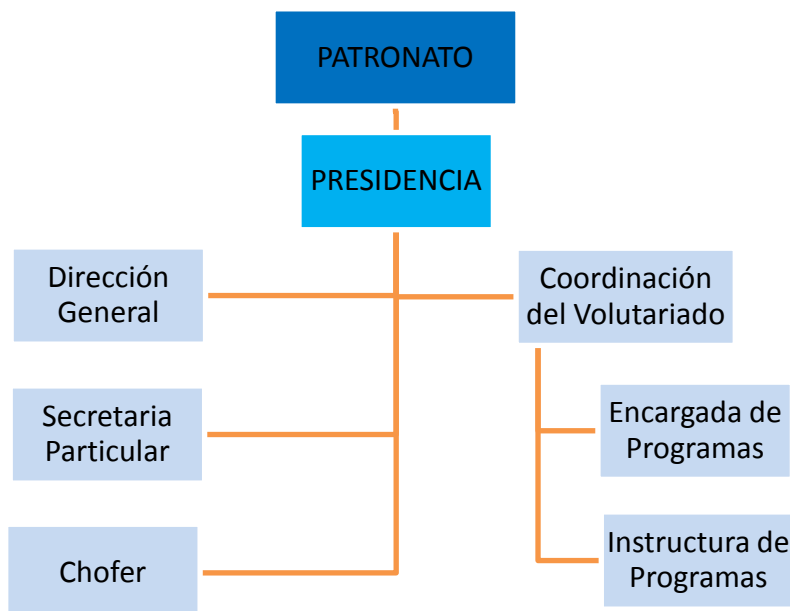 PATRONATO
PRESIDENCIA
Dirección
General
Coordinación
del Volutariado
Secretaria
Particular
Encargada de
Programas
Chofer
Instructura de
Programas